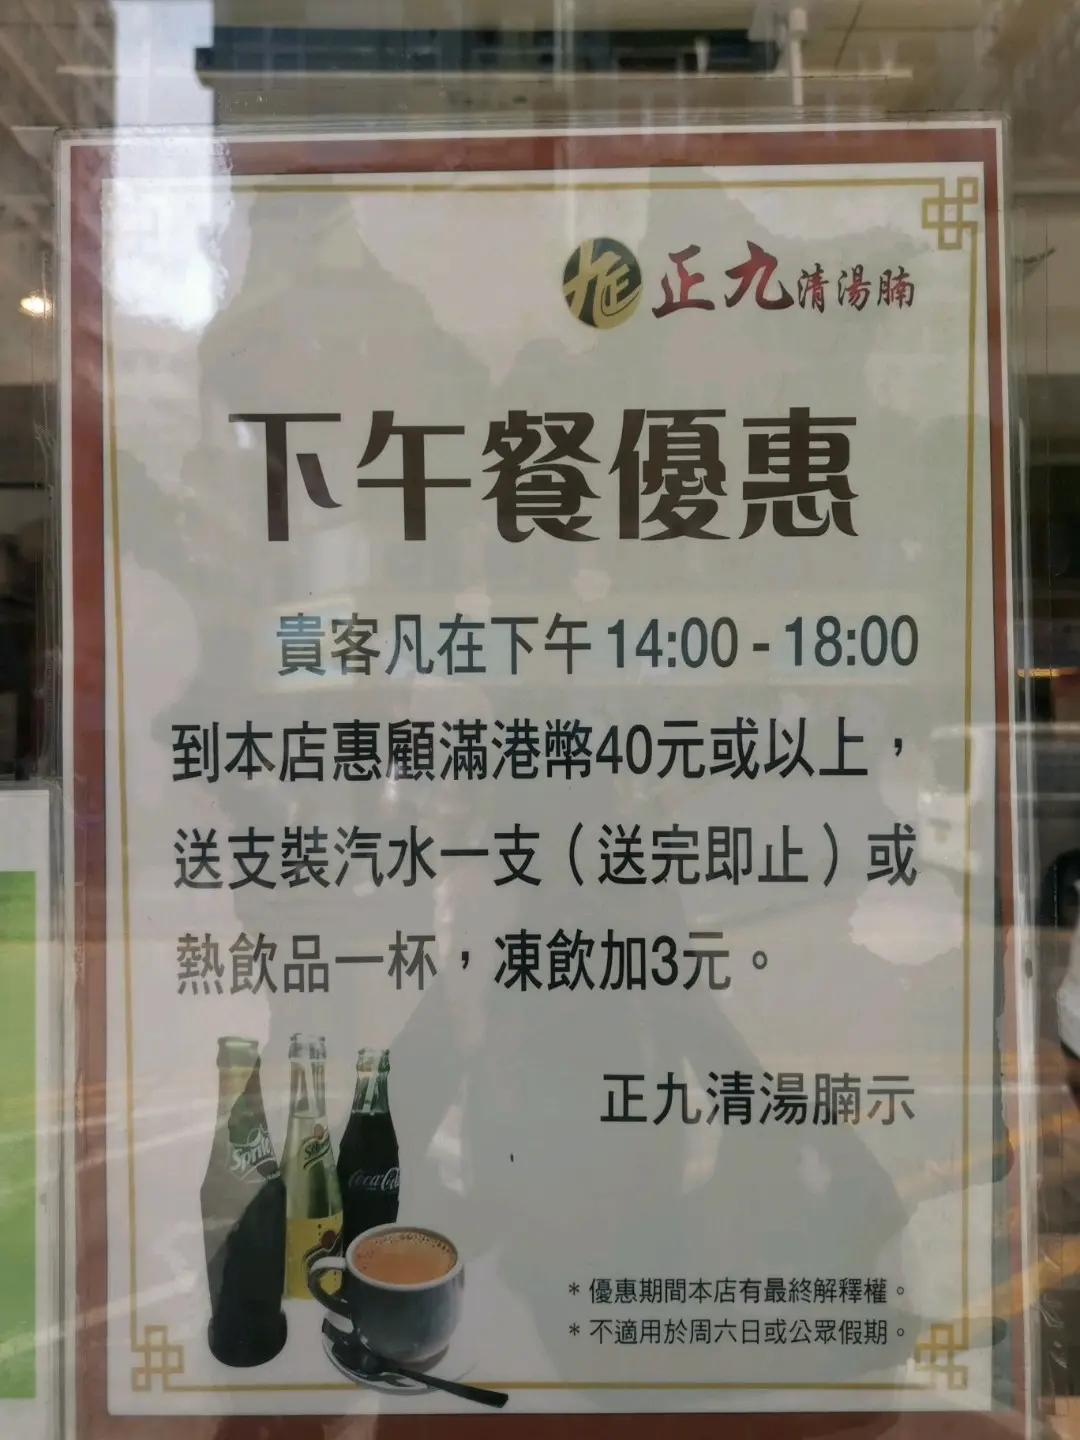 正九清湯腩
下午餐優惠
貴客凡在下午14:00 - 18:00
到本店惠顧滿港幣40元或以上，
送支裝汽水一支（送完即止）或
熱飲品一杯，凍飲加3元。
正九清湯腩示
Sprite
Coca-Cola
* 優惠期間本店有最終解釋權。
* 不適用於周六日或公眾假期。